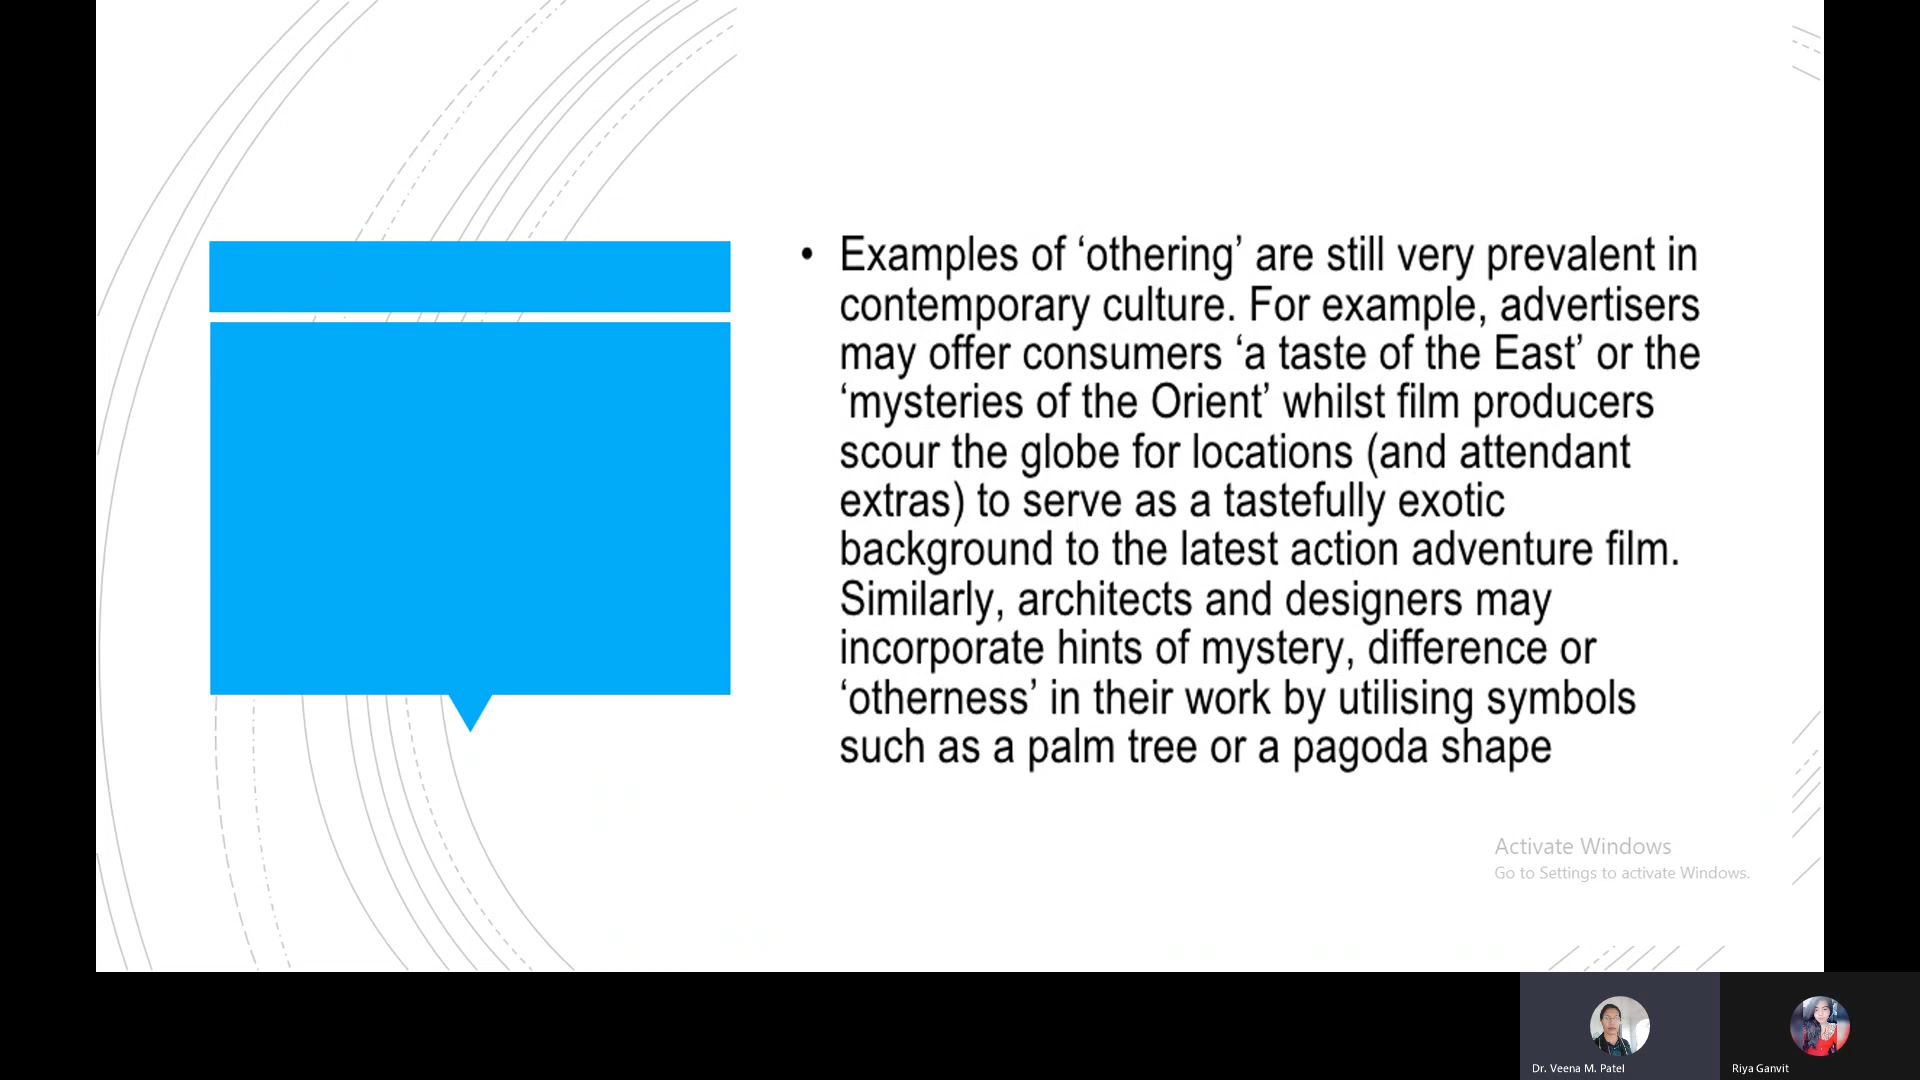 • Examples of ‘othering’ are still very prevalent in
contemporary culture. For example, advertisers
may offer consumers ‘a taste of the East’ or the
‘mysteries of the Orient’ whilst film producers
scour the globe for locations (and attendant
extras) to serve as a tastefully exotic
background to the latest action adventure film.
Similarly, architects and designers may
incorporate hints of mystery, difference or
‘otherness’ in their work by utilising symbols
such as a palm tree or a pagoda shape
Activate Windows
Go to Settings to activate Windows.
Dr. Veena M. Patel
Riya Ganvit